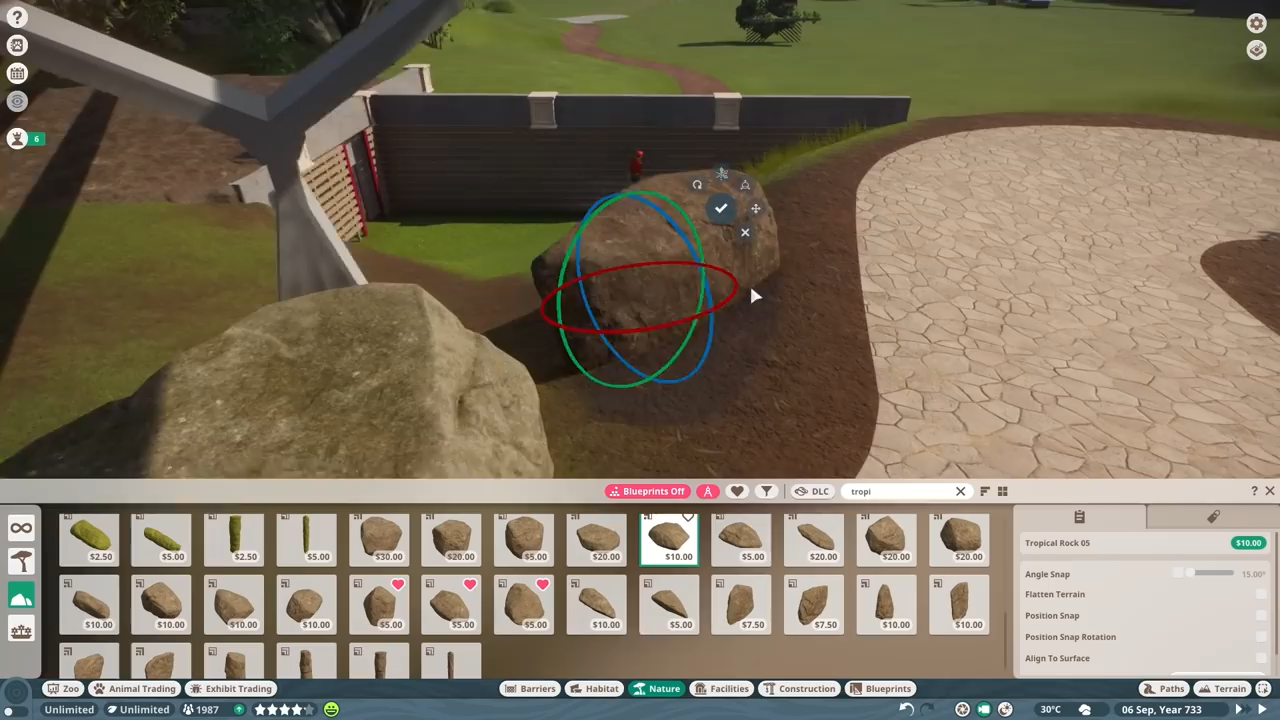 6
Blueprints Off
DLC
tropi
$2.50
$5.00
$2.50
$5.00
$30.00
$20.00
$5.00
$20.00
$10.00
$5.00
$20.00
$20.00
$20.00
$10.00
$10.00
$10.00
$10.00
$5.00
$5.00
$5.00
$10.00
$5.00
$7.50
$7.50
$10.00
$10.00
Tropical Rock 05
$10.00
Angle Snap
15.00°
Flatten Terrain
Position Snap
Position Snap Rotation
Align To Surface
Zoo
Animal Trading
Exhibit Trading
Barriers
Habitat
Nature
Facilities
Construction
Blueprints
Paths
Terrain
Unlimited
Unlimited
1987
30°C
06 Sep, Year 733